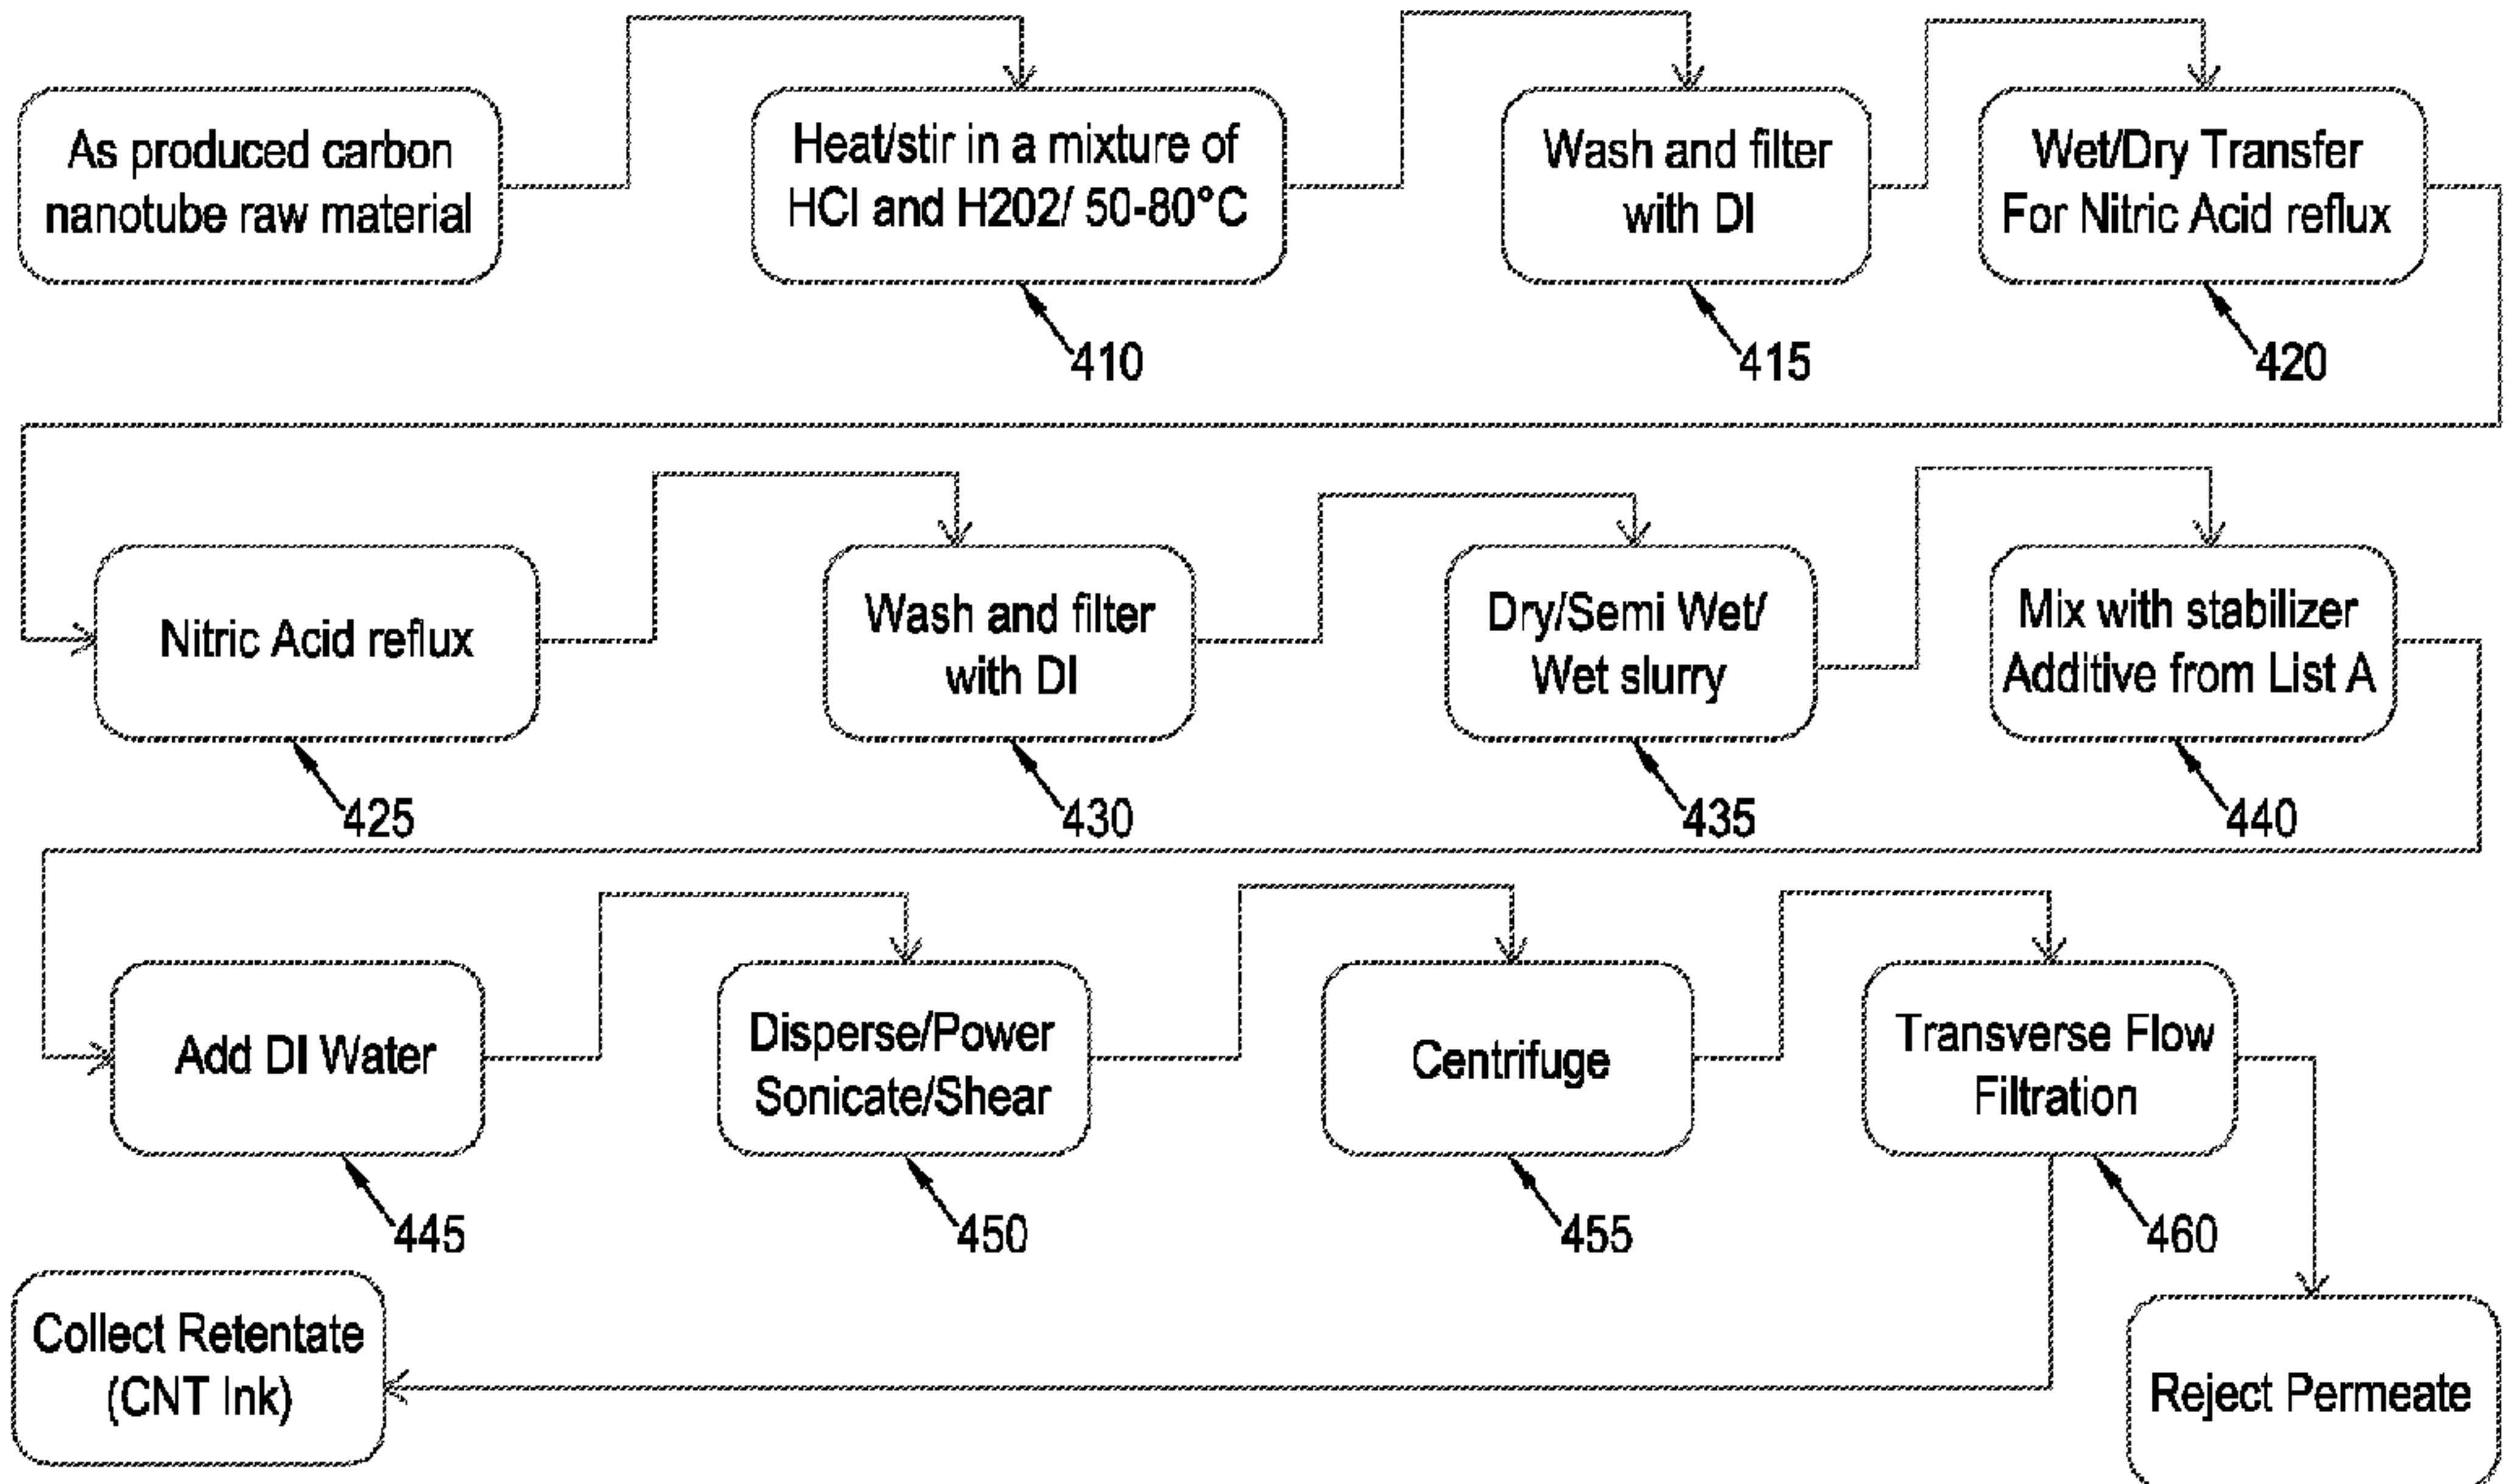 As produced carbon
nanotube raw material
Heat/stir in a mixture of
HCl and H202/ 50-80°C
Wash and filter
with DI
Wet/Dry Transfer
For Nitric Acid reflux
410
415
420
Nitric Acid reflux
Wash and filter
with DI
Dry/Semi Wet/
Wet slurry
Mix with stabilizer
Additive from List A
425
430
435
440
Add DI Water
Disperse/Power
Sonicate/Shear
Centrifuge
Transverse Flow
Filtration
445
450
455
460
Collect Retentate
(CNT Ink)
Reject Permeate